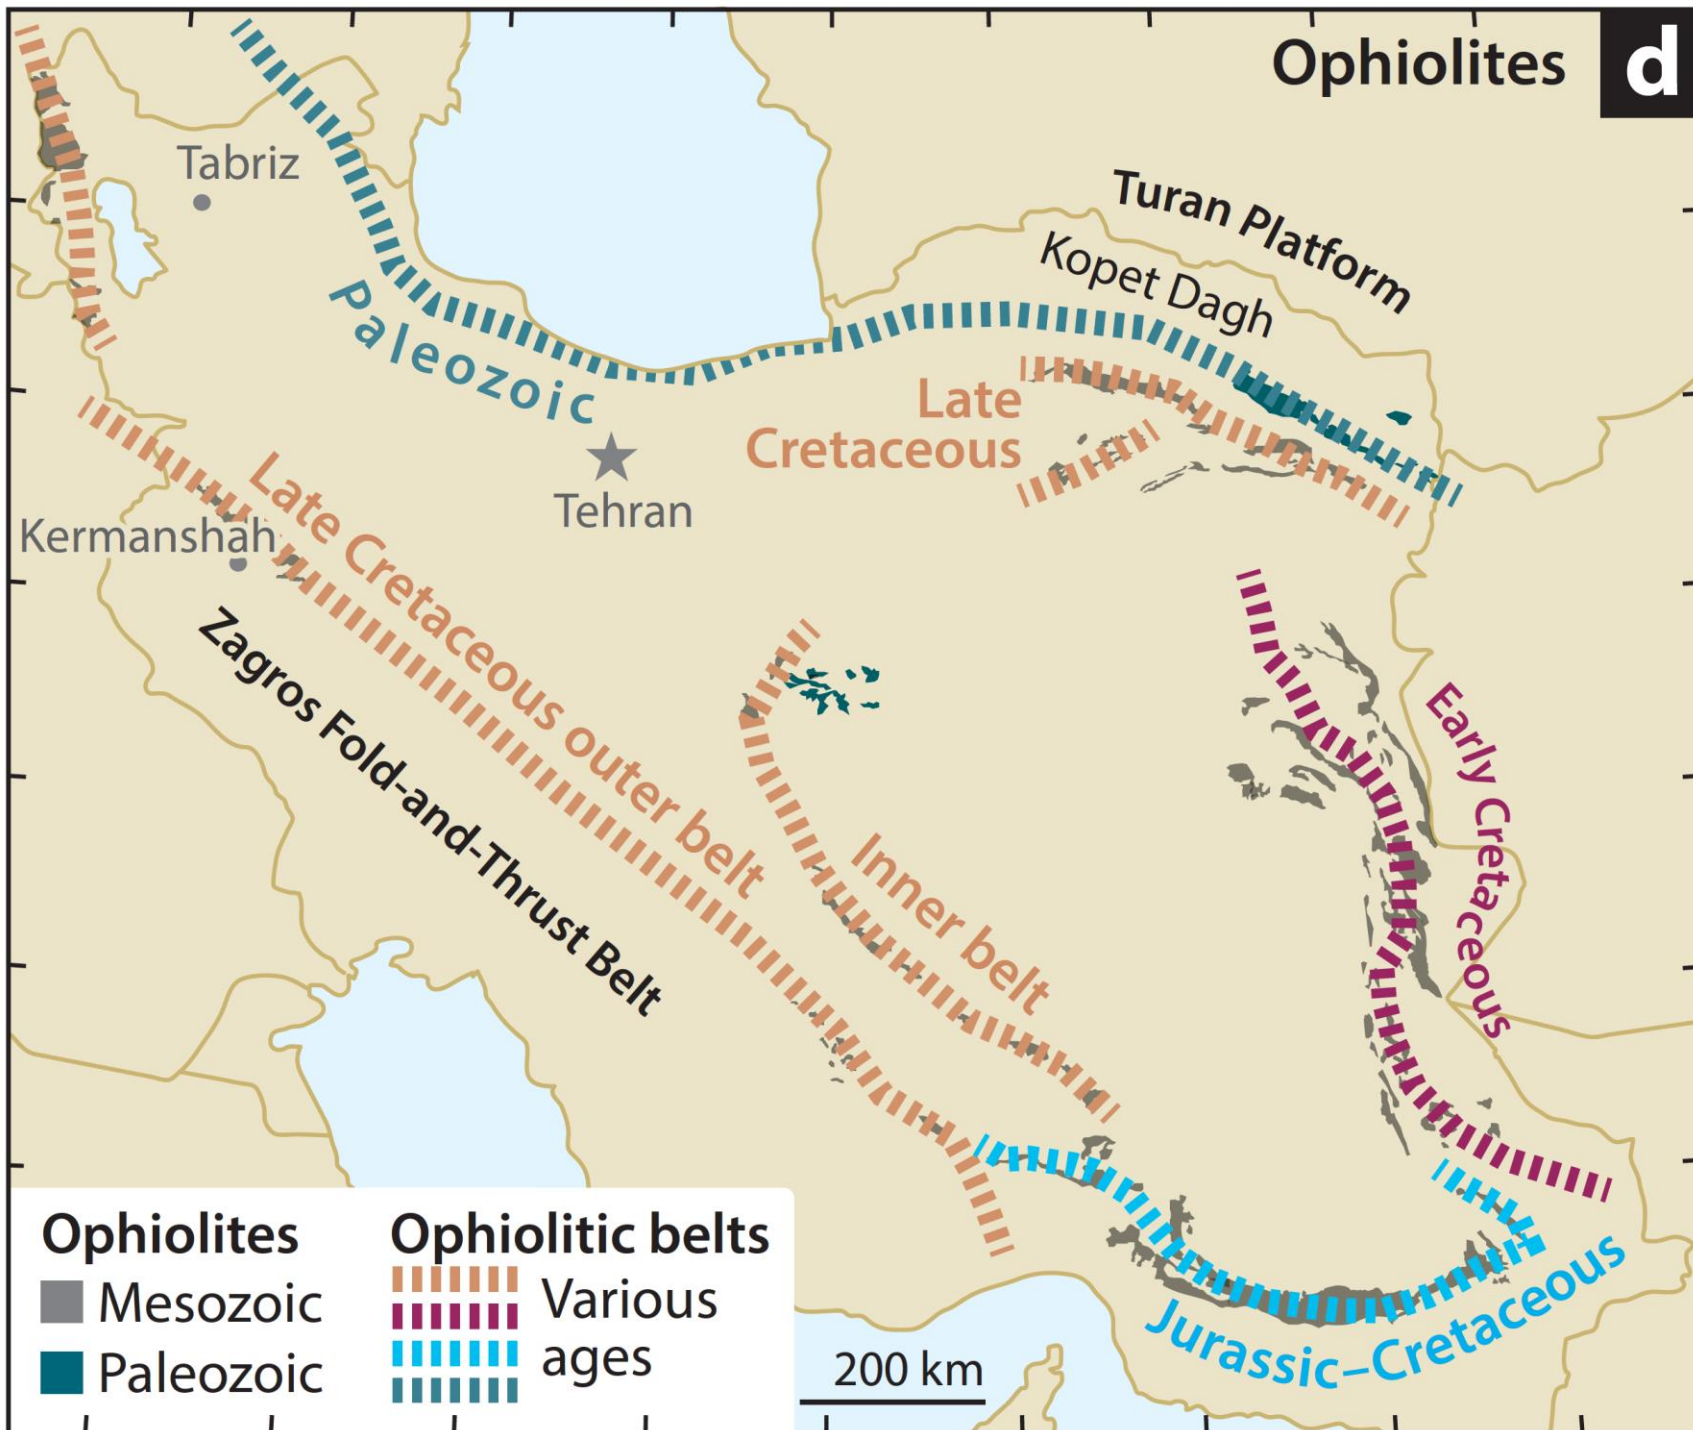 Ophiolites
d
Tabriz
Turan Platform
Kopet Dagh
Paleozoic
Late
Cretaceous
Tehran
Kermanshah
Late Cretaceous outer belt
Zagros Fold-and-Thrust Belt
Inner belt
Early Cretaceous
Jurassic–Cretaceous
Ophiolites
Mesozoic
Paleozoic
Ophiolitic belts
Various
ages
200 km